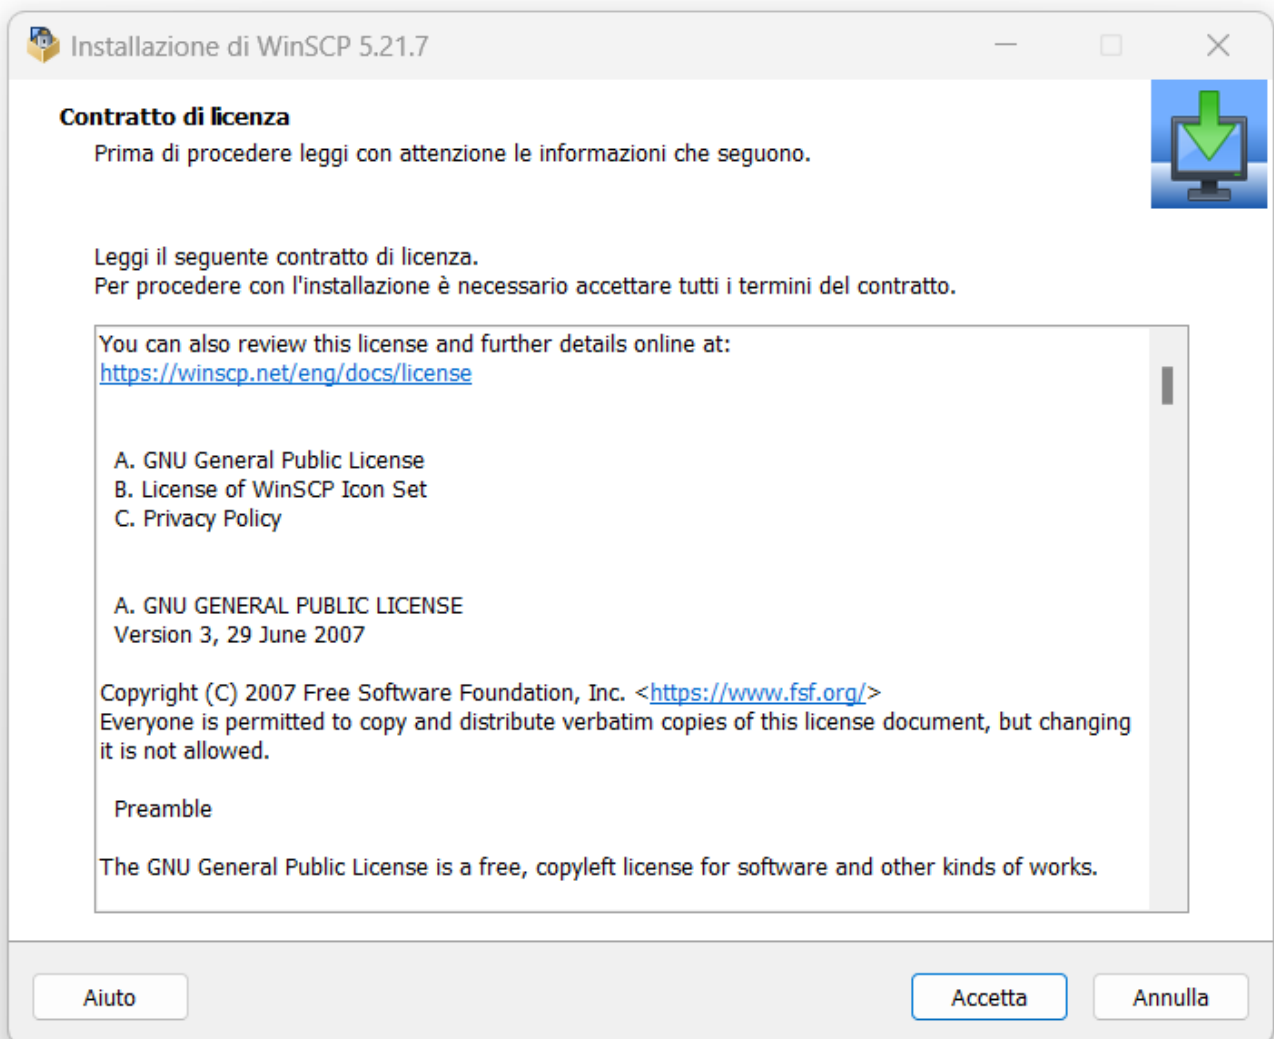 Installazione di WinSCP 5.21.7
Contratto di licenza
Prima di procedere leggi con attenzione le informazioni che seguono.
Leggi il seguente contratto di licenza.
Per procedere con l'installazione è necessario accettare tutti i termini del contratto.
You can also review this license and further details online at:
https://winscp.net/eng/docs/license
A. GNU General Public License
B. License of WinSCP Icon Set
C. Privacy Policy
A. GNU GENERAL PUBLIC LICENSE
Version 3, 29 June 2007
Copyright (C) 2007 Free Software Foundation, Inc. <https://www.fsf.org/>
Everyone is permitted to copy and distribute verbatim copies of this license document, but changing
it is not allowed.
Preamble
The GNU General Public License is a free, copyleft license for software and other kinds of works.
Aiuto
Accetta
Annulla